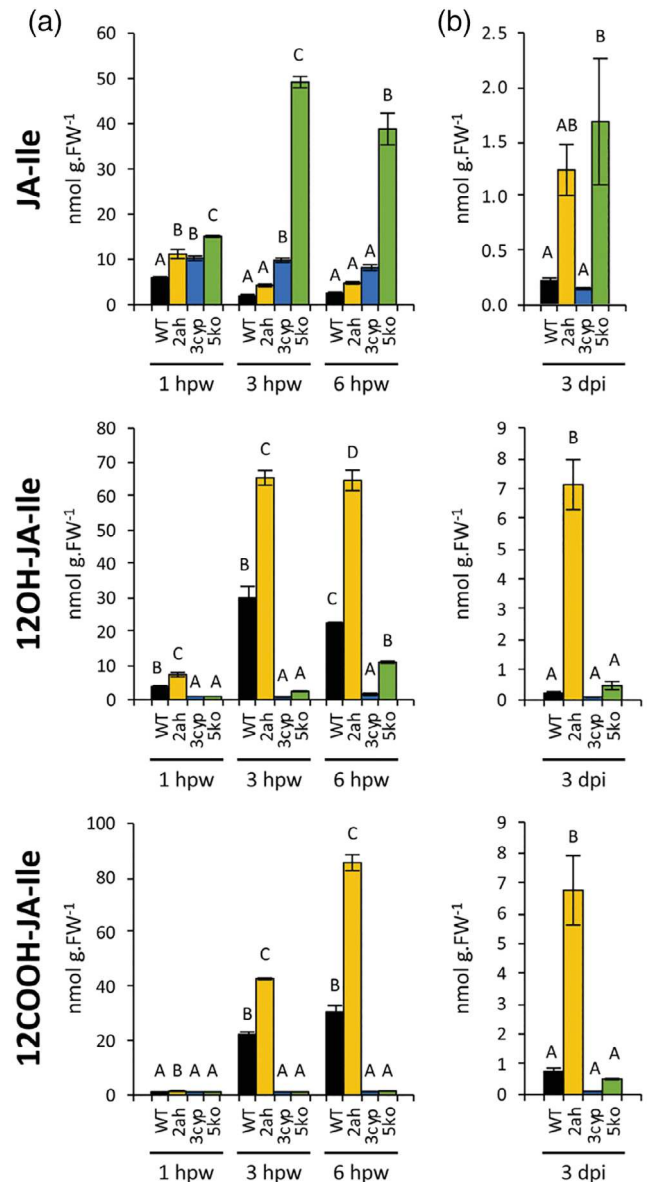 (a)
(b)
JA-Ile
nmol g.FW-1
60
50
40
30
20
10
0
A
B
B
C
A
A
B
C
A
A
A
B
WT
2ah
3cyp
5ko
WT
2ah
3cyp
5ko
WT
2ah
3cyp
5ko
1 hpw
3 hpw
6 hpw
nmol g.FW-1
2.5
2.0
1.5
1.0
0.5
0.0
A
AB
A
B
WT
2ah
3cyp
5ko
3 dpi
12OH-JA-Ile
nmol g.FW-1
80
70
60
50
40
30
20
10
0
B
C
A
A
B
C
A
A
C
D
A
B
WT
2ah
3cyp
5ko
WT
2ah
3cyp
5ko
WT
2ah
3cyp
5ko
1 hpw
3 hpw
6 hpw
nmol g.FW-1
9
8
7
6
5
4
3
2
1
0
A
B
A
A
WT
2ah
3cyp
5ko
3 dpi
12COOH-JA-Ile
nmol g.FW-1
100
80
60
40
20
0
A
B
A
A
B
C
A
A
B
C
A
A
WT
2ah
3cyp
5ko
WT
2ah
3cyp
5ko
WT
2ah
3cyp
5ko
1 hpw
3 hpw
6 hpw
nmol g.FW-1
9
8
7
6
5
4
3
2
1
0
A
B
A
A
WT
2ah
3cyp
5ko
3 dpi